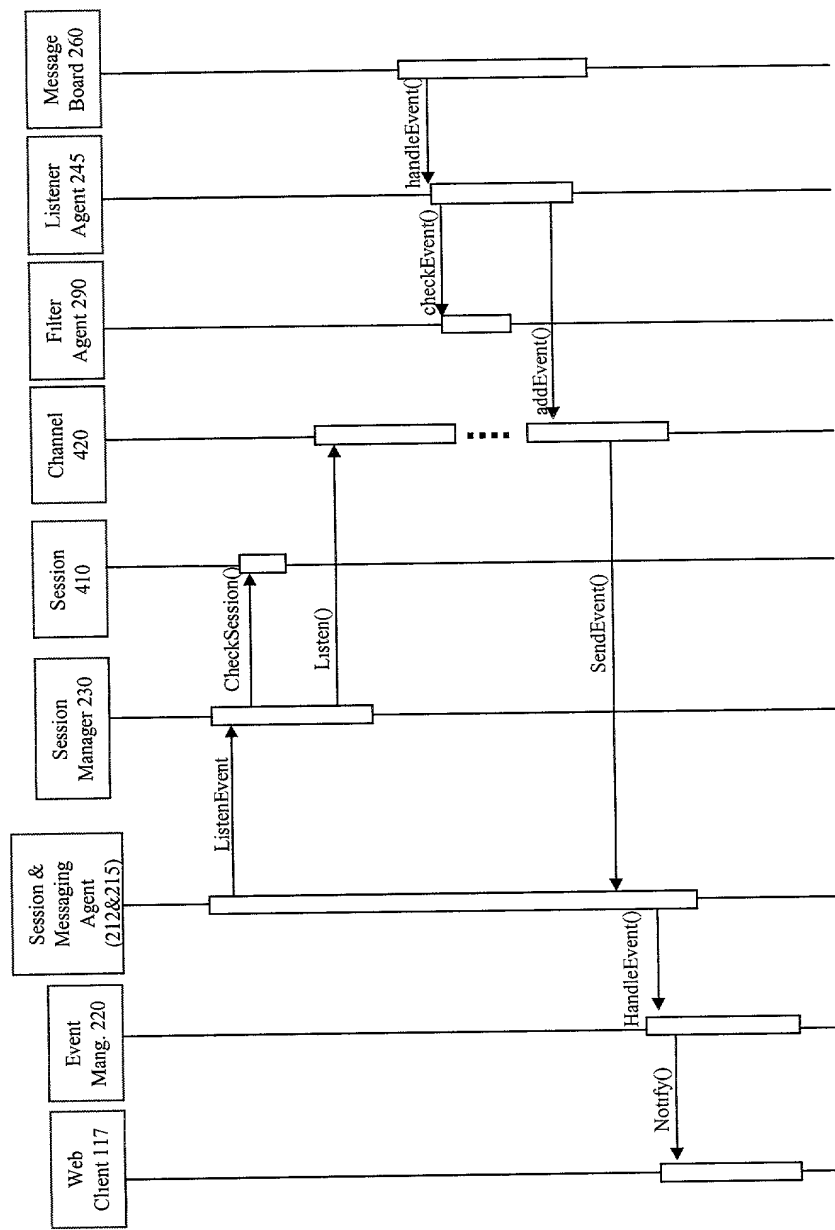 Web
Client 117
Event
Mang. 220
Session &
Messaging
Agent
(212&215)
Session
Manager 230
Session
410
Channel
420
Filter
Agent 290
Listener
Agent 245
Message
Board 260
ListenEvent
CheckSession()
Listen()
handleEvent()
checkEvent()
addEvent()
SendEvent()
HandleEvent()
Notify()